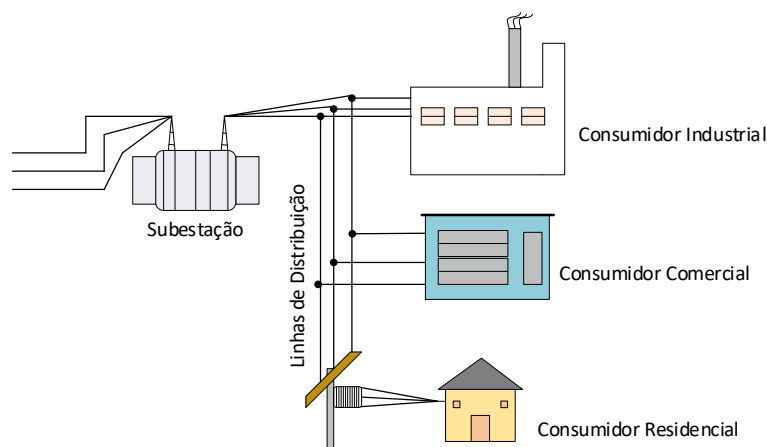 Consumidor Industrial
Subestação
Linhas de Distribuição
Consumidor Comercial
Consumidor Residencial